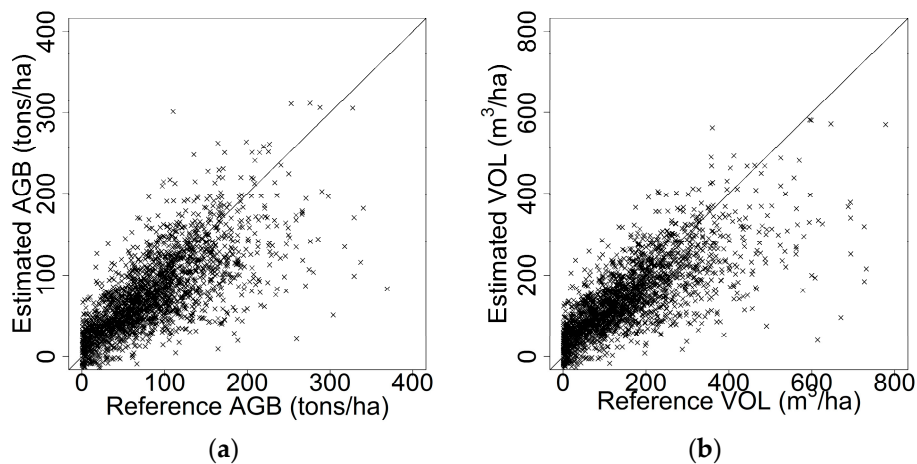 400
300
200
100
0
Estimated AGB (tons/ha)
0 100 200 300 400
Reference AGB (tons/ha)
(a)
800
600
400
200
0
Estimated VOL (m³/ha)
0 200 400 600 800
Reference VOL (m³/ha)
(b)